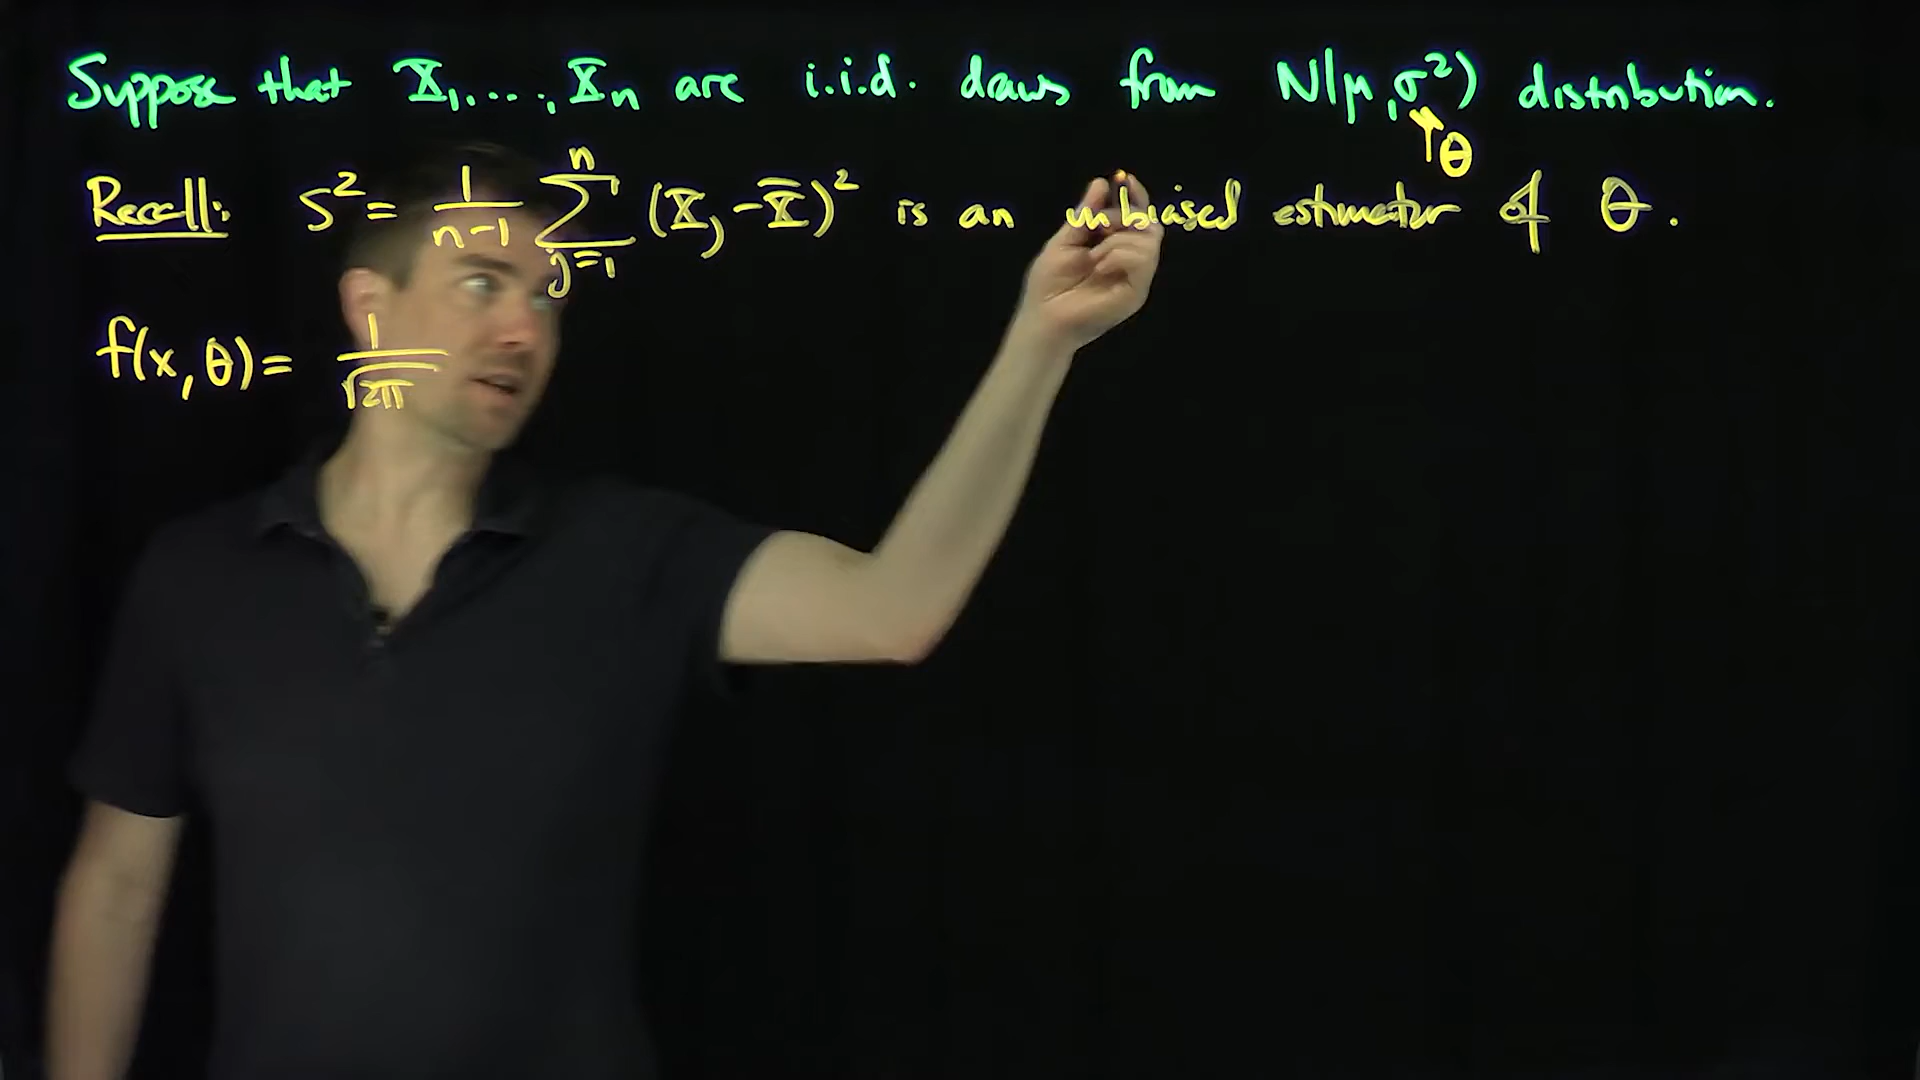 Suppose that X₁,...,Xₙ are i.i.d. draws from N(μ,σ²) distribution.
↑θ
Recall: S² = 1/(n-1) Σⁿⱼ₌₁ (Xⱼ - X̄)² is an unbiased estimator of θ.
f(x,θ) = 1/√2π